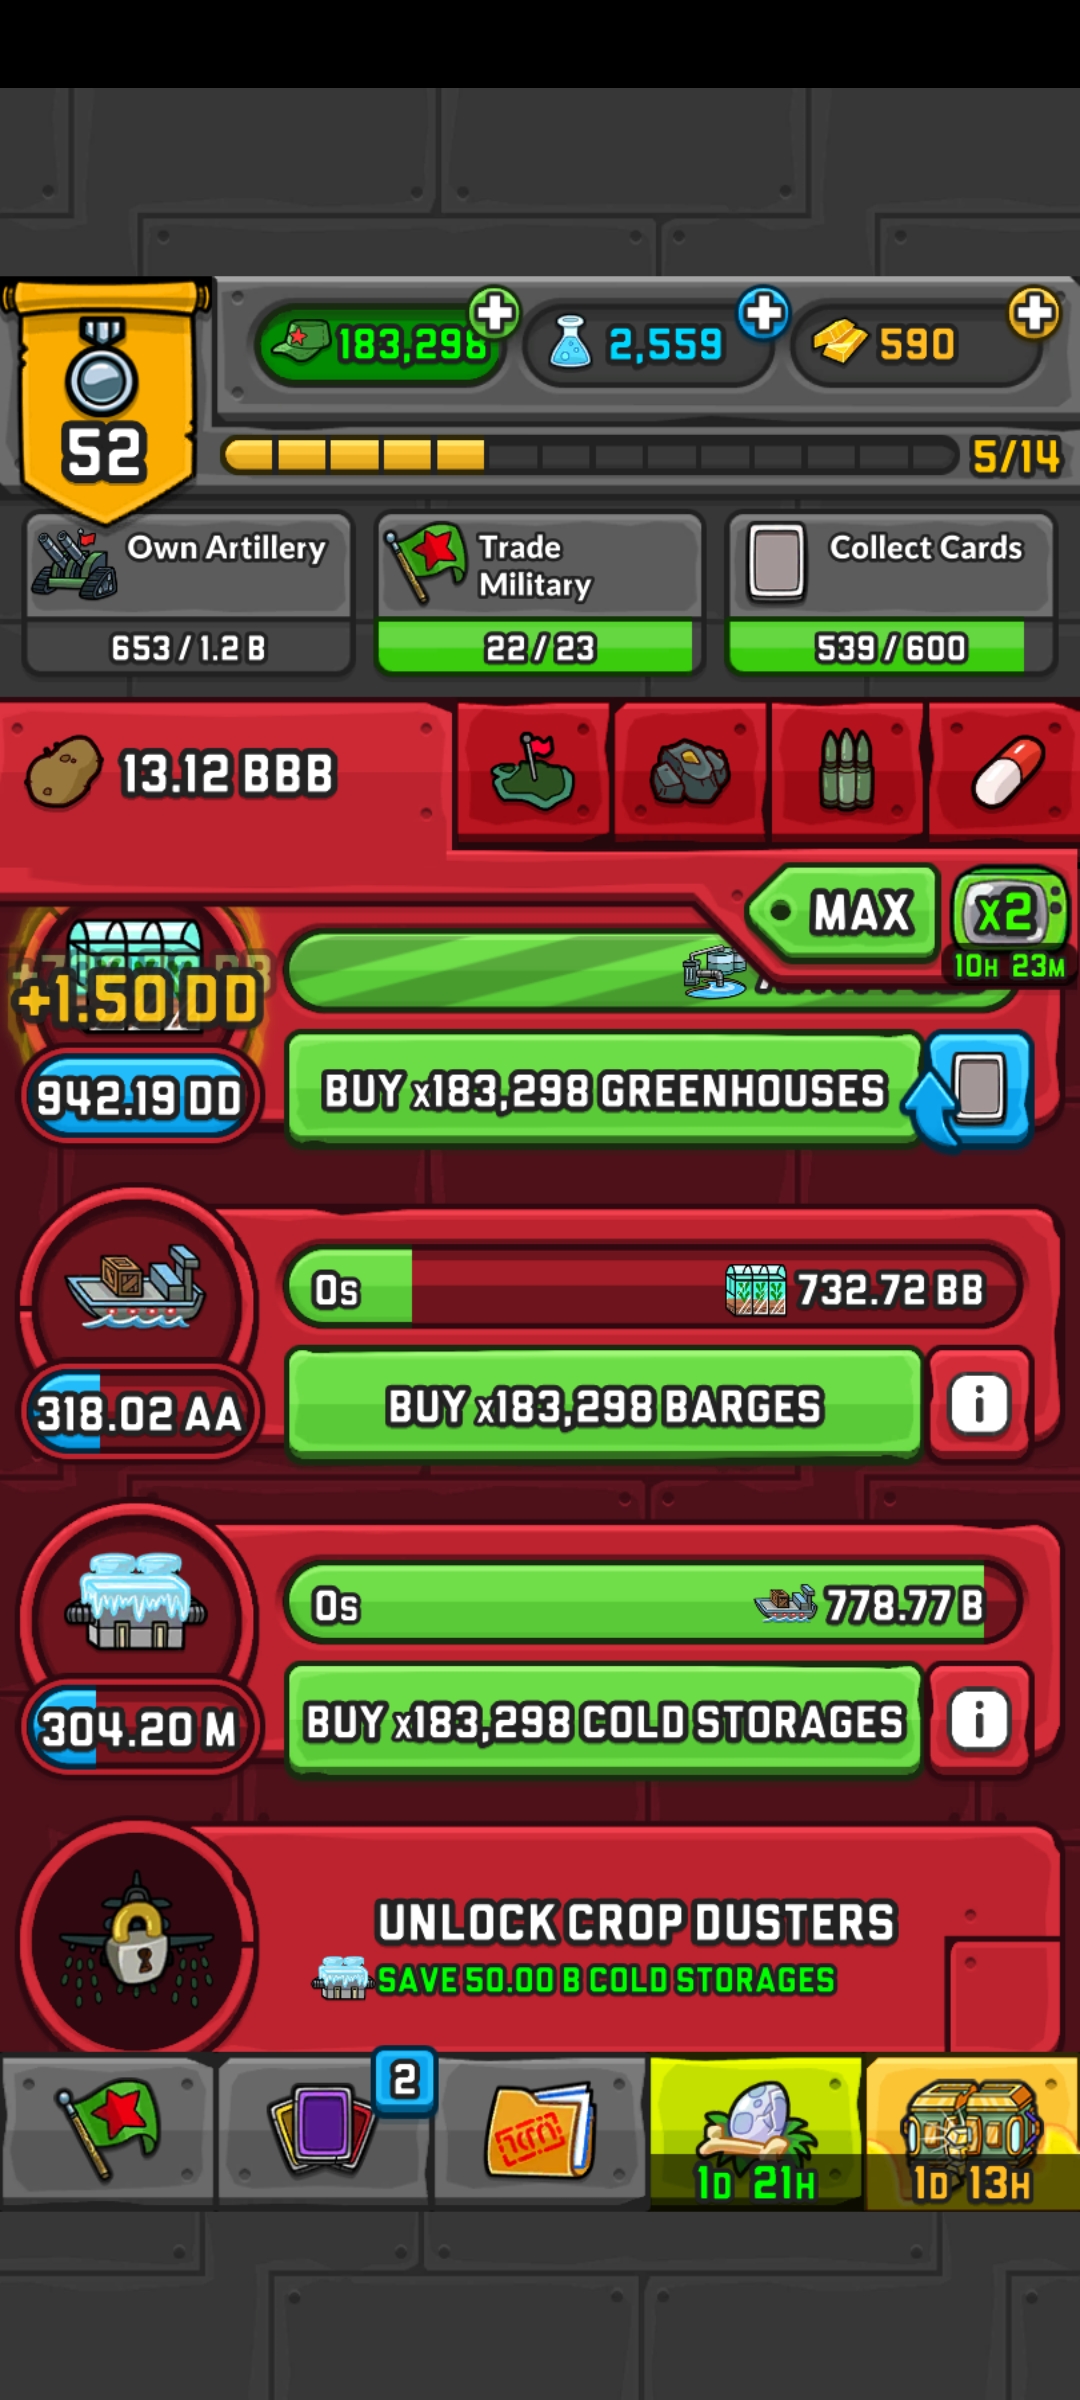 183,298
2,559
590
52
5/14
Own Artillery
653 / 1.2 B
Trade
Military
22 / 23
Collect Cards
539 / 600
13.12 BBB
MAX
x2
10H 23M
+1.50 DD
942.19 DD
BUY x183,298 GREENHOUSES
0s
732.72 BB
318.02 AA
BUY x183,298 BARGES
i
0s
778.77 B
304.20 M
BUY x183,298 COLD STORAGES
i
UNLOCK CROP DUSTERS
SAVE 50.00 B COLD STORAGES
2
1D 21H
1D 13H